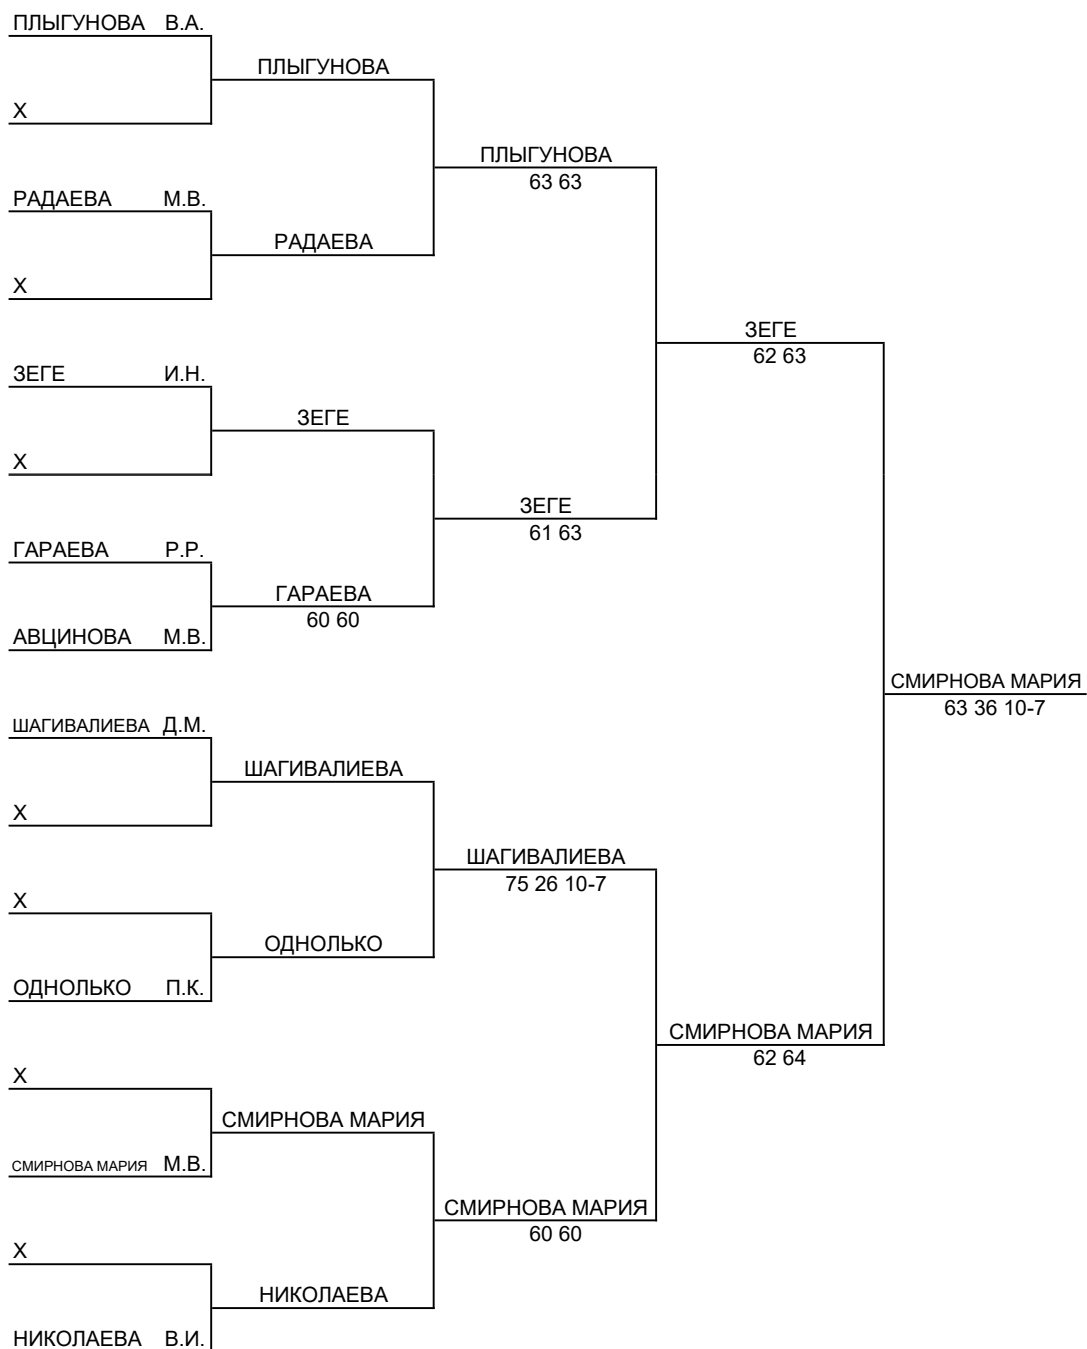 ПЛЫГУНОВА В.А.
ПЛЫГУНОВА
Х
ПЛЫГУНОВА
63 63
РАДАЕВА М.В.
РАДАЕВА
Х
ЗЕГЕ
62 63
ЗЕГЕ И.Н.
ЗЕГЕ
Х
ЗЕГЕ
61 63
ГАРАЕВА Р.Р.
ГАРАЕВА
60 60
АВЦИНОВА М.В.
СМИРНОВА МАРИЯ
63 36 10-7
ШАГИВАЛИЕВА Д.М.
ШАГИВАЛИЕВА
Х
ШАГИВАЛИЕВА
75 26 10-7
Х
ОДНОЛЬКО
ОДНОЛЬКО П.К.
СМИРНОВА МАРИЯ
62 64
Х
СМИРНОВА МАРИЯ
СМИРНОВА МАРИЯ М.В.
СМИРНОВА МАРИЯ
60 60
Х
НИКОЛАЕВА
НИКОЛАЕВА В.И.